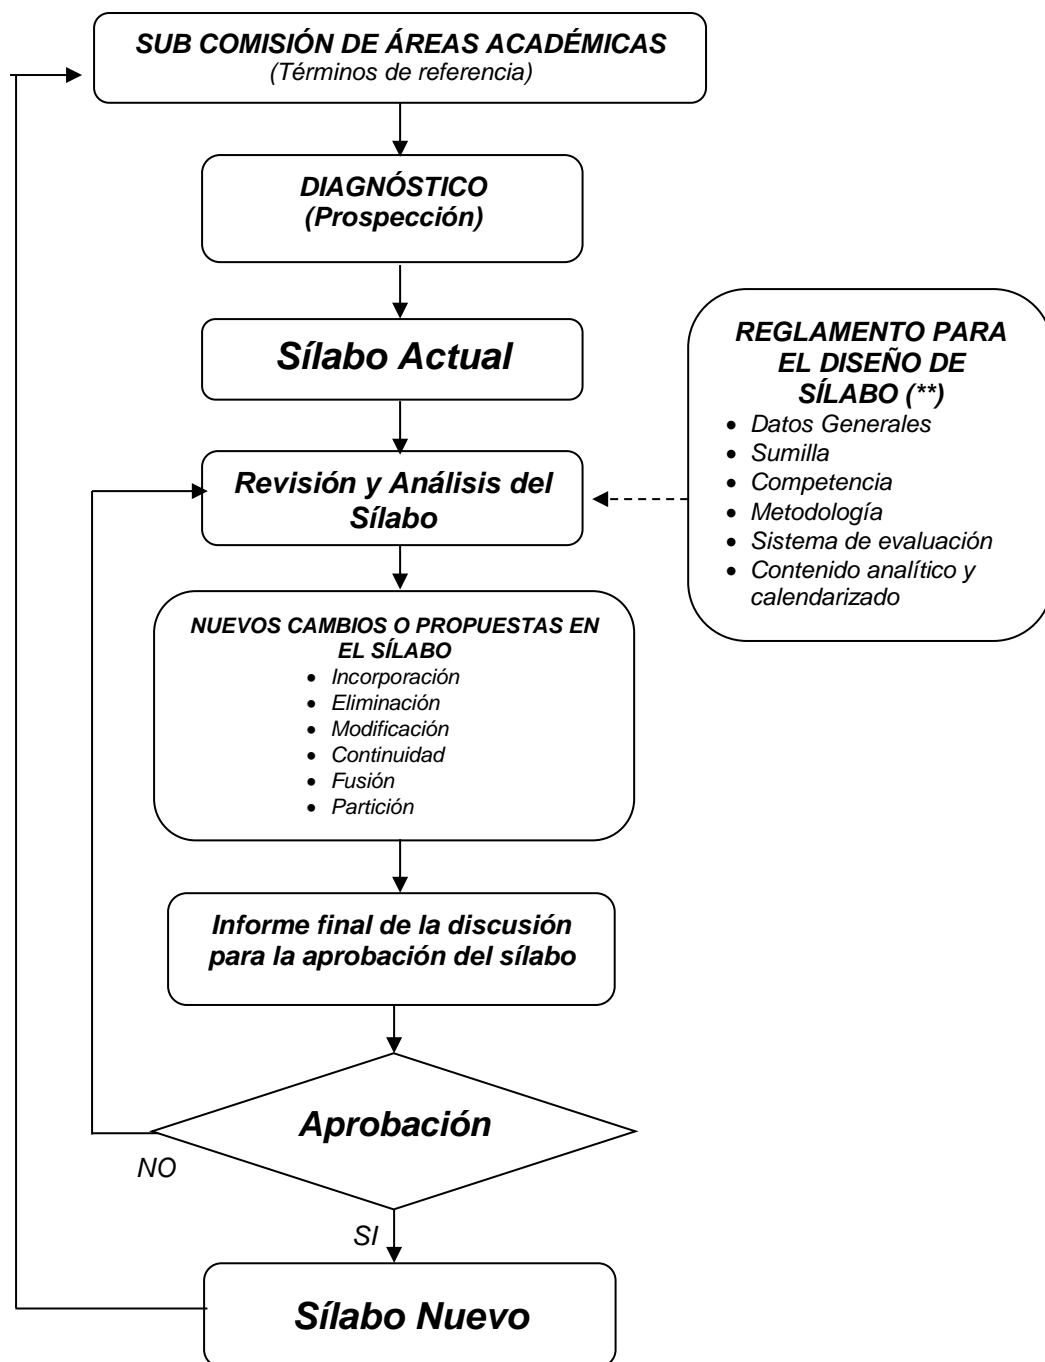 SUB COMISIÓN DE ÁREAS ACADÉMICAS
(Términos de referencia)
DIAGNÓSTICO
(Prospección)
Sílabo Actual
REGLAMENTO PARA
EL DISEÑO DE
SÍLABO (**)
• Datos Generales
• Sumilla
• Competencia
• Metodología
• Sistema de evaluación
• Contenido analítico y
calendarizado
Revisión y Análisis del
Sílabo
NUEVOS CAMBIOS O PROPUESTAS EN
EL SÍLABO
• Incorporación
• Eliminación
• Modificación
• Continuidad
• Fusión
• Partición
Informe final de la discusión
para la aprobación del sílabo
Aprobación
NO
SI
Sílabo Nuevo